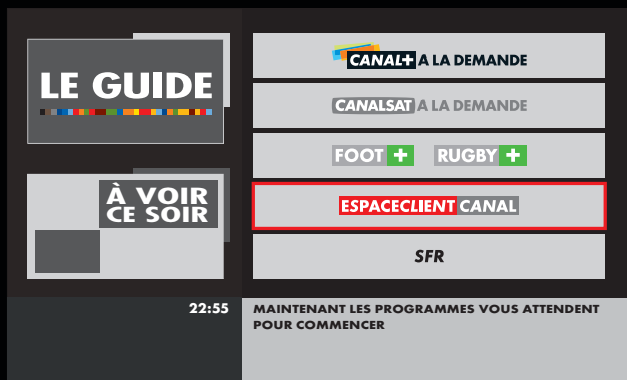 LE GUIDE
À VOIR
CE SOIR
CANAL+ A LA DEMANDE
CANALSAT A LA DEMANDE
FOOT + RUGBY +
ESPACECLIENT CANAL
SFR
22:55
MAINTENANT LES PROGRAMMES VOUS ATTENDENT
POUR COMMENCER